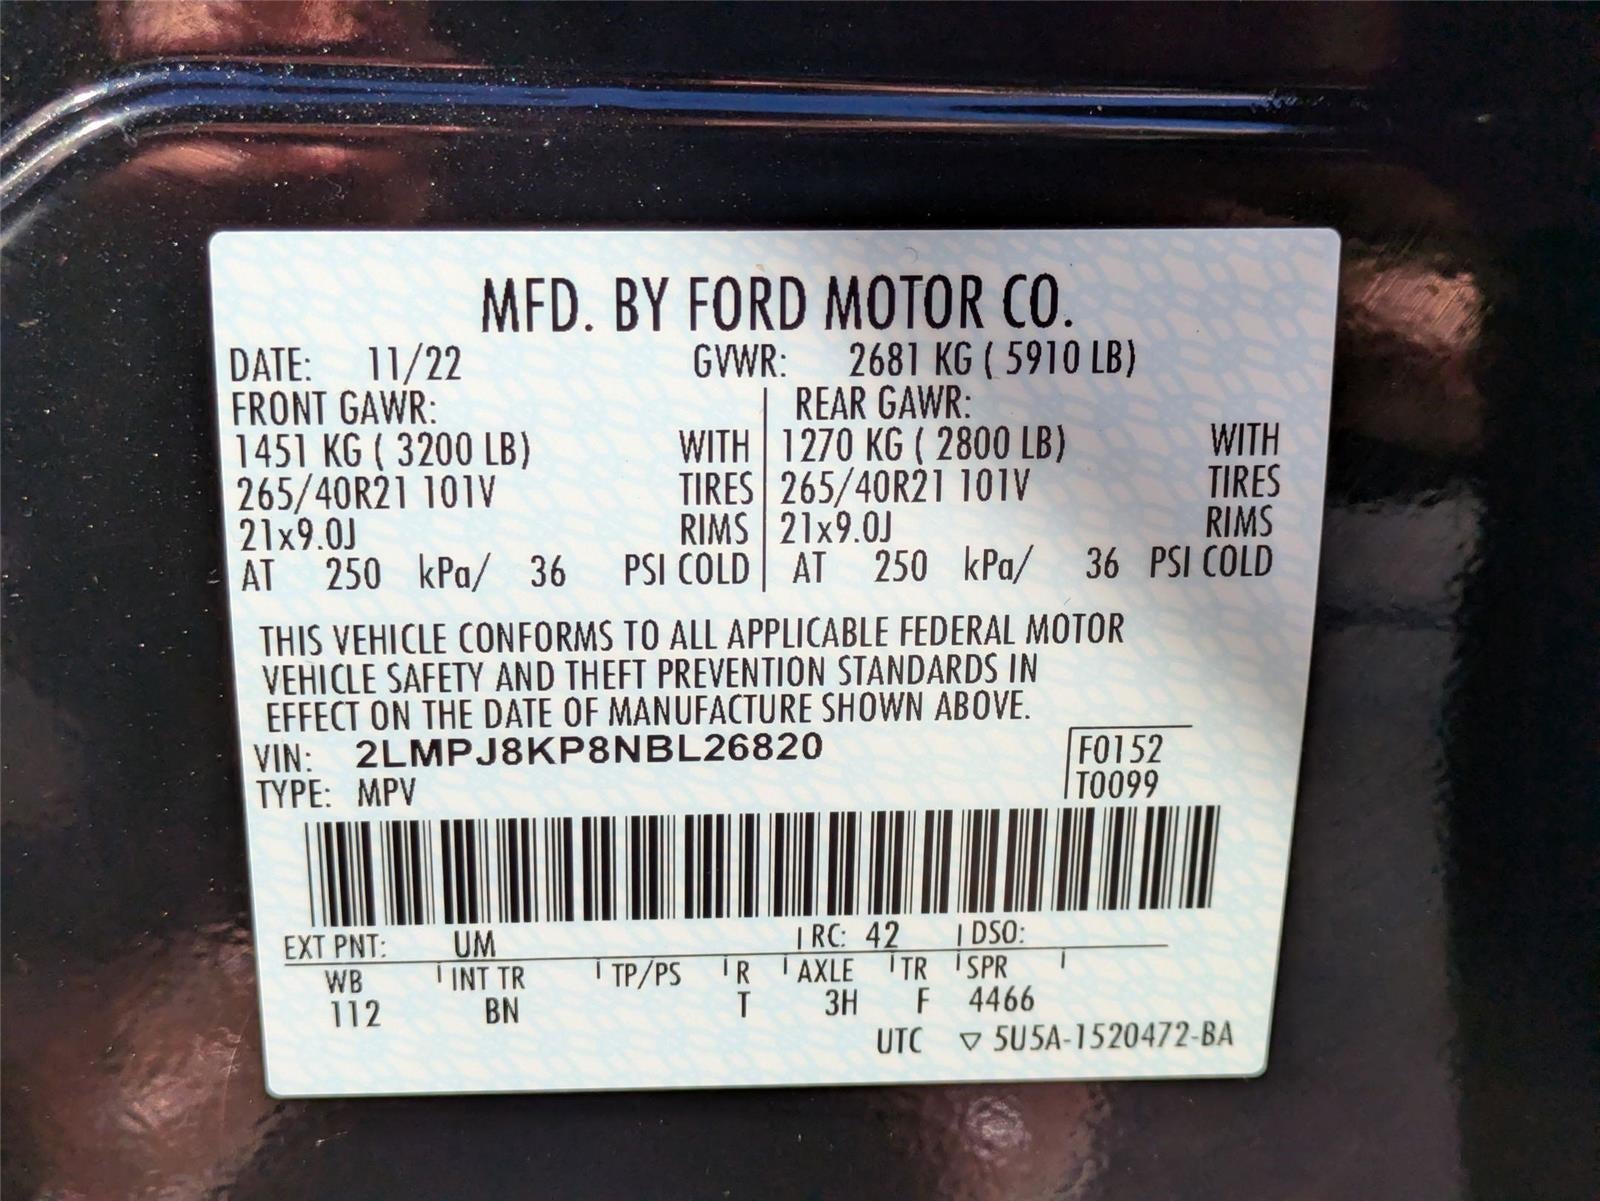 MFD. BY FORD MOTOR CO.
DATE: 11/22 GVWR: 2681 KG ( 5910 LB)
FRONT GAWR: REAR GAWR:
1451 KG ( 3200 LB) WITH 1270 KG ( 2800 LB) WITH
265/40R21 101V TIRES 265/40R21 101V TIRES
21x9.0J RIMS 21x9.0J RIMS
AT 250 kPa/ 36 PSI COLD AT 250 kPa/ 36 PSI COLD
THIS VEHICLE CONFORMS TO ALL APPLICABLE FEDERAL MOTOR
VEHICLE SAFETY AND THEFT PREVENTION STANDARDS IN
EFFECT ON THE DATE OF MANUFACTURE SHOWN ABOVE.
VIN: 2LMPJ8KP8NBL26820 F0152
TYPE: MPV T0099
EXT PNT: UM RC: 42 DSO:
WB INT TR TP/PS R AXLE TR SPR
112 BN T 3H F 4466
UTC ▽ 5U5A-1520472-BA